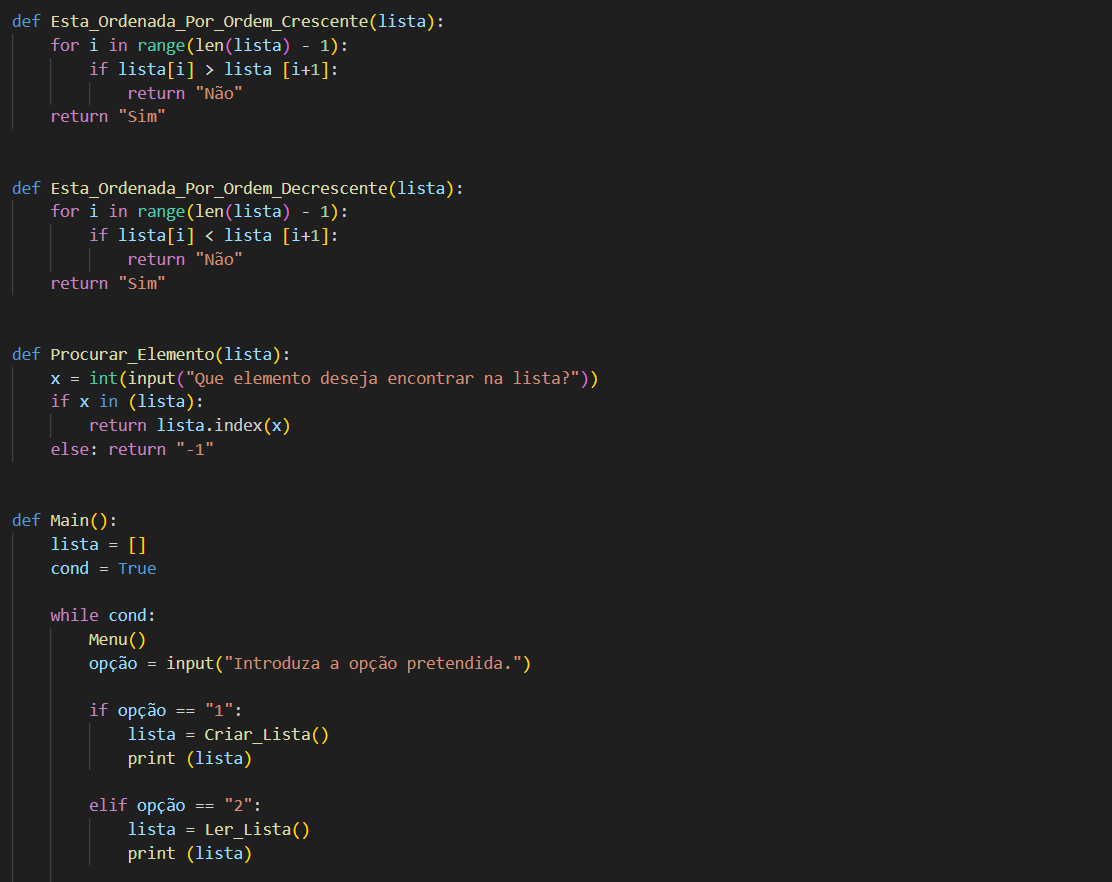 def Esta_Ordenada_Por_Ordem_Crescente(lista):
    for i in range(len(lista) - 1):
        if lista[i] > lista [i+1]:
            return "Não"
    return "Sim"
def Esta_Ordenada_Por_Ordem_Decrescente(lista):
    for i in range(len(lista) - 1):
        if lista[i] < lista [i+1]:
            return "Não"
    return "Sim"
def Procurar_Elemento(lista):
    x = int(input("Que elemento deseja encontrar na lista?"))
    if x in (lista):
        return lista.index(x)
    else: return "-1"
def Main():
    lista = []
    cond = True
    while cond:
        Menu()
        opção = input("Introduza a opção pretendida.")
        if opção == "1":
            lista = Criar_Lista()
            print (lista)
        elif opção == "2":
            lista = Ler_Lista()
            print (lista)